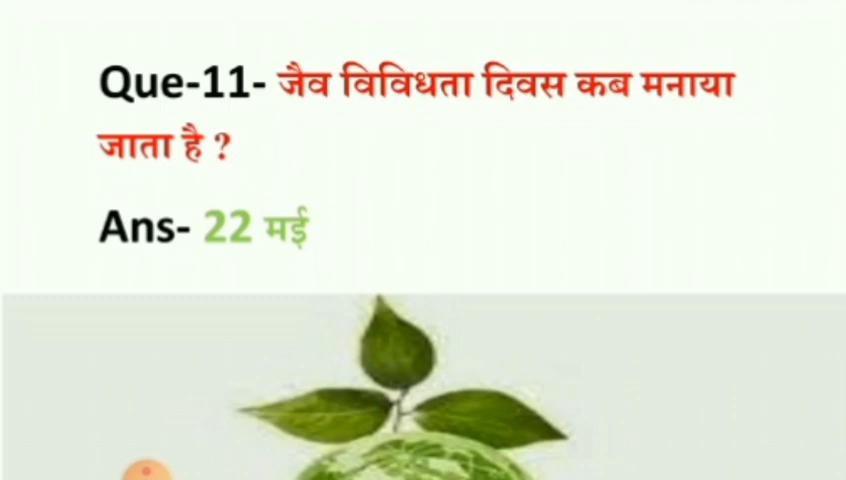 Que-11- जैव विविधता दिवस कब मनाया
जाता है ?
Ans- 22 मई